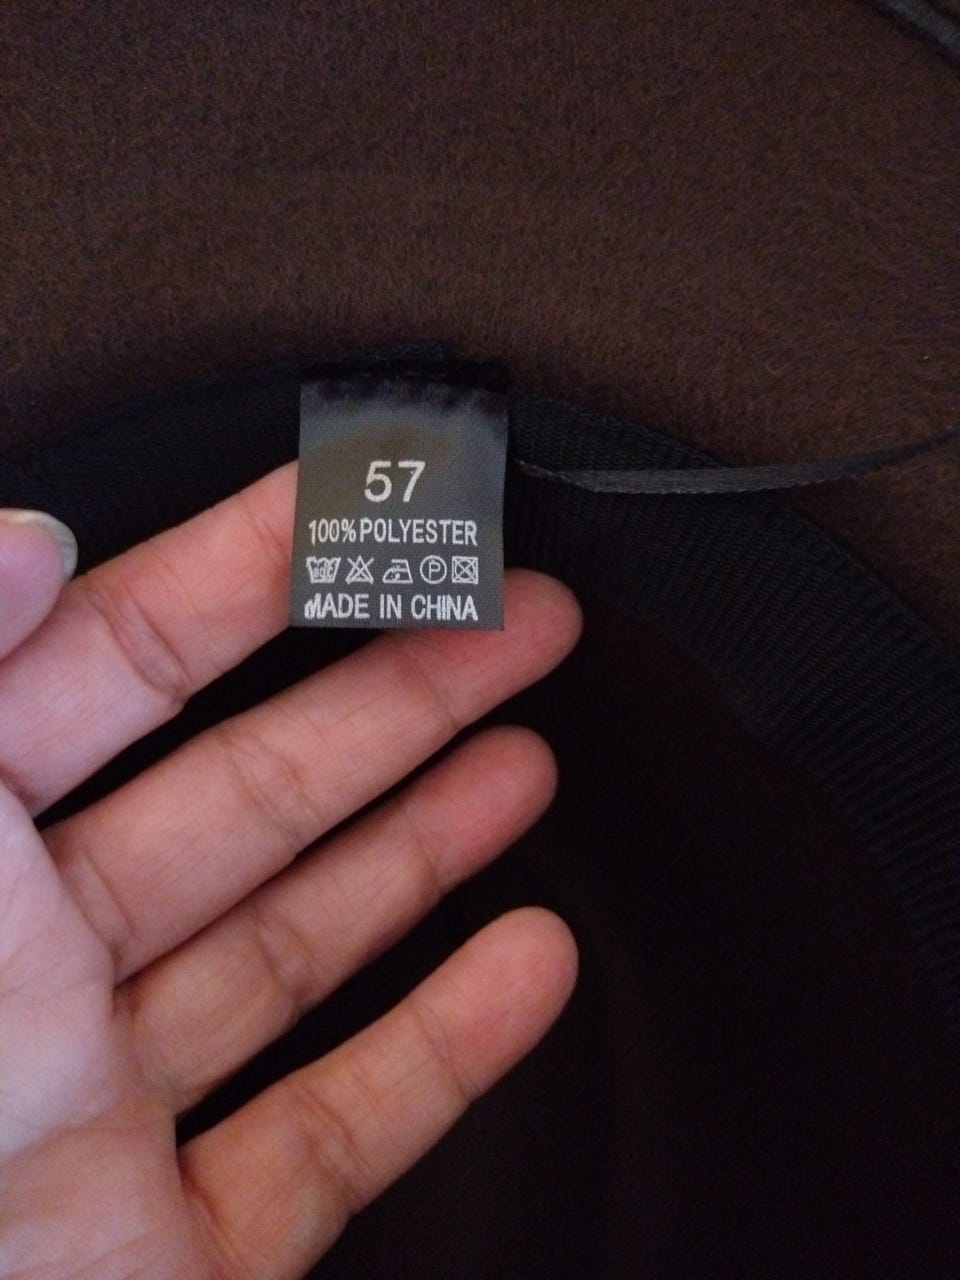 57
100% POLYESTER
P
MADE IN CHINA